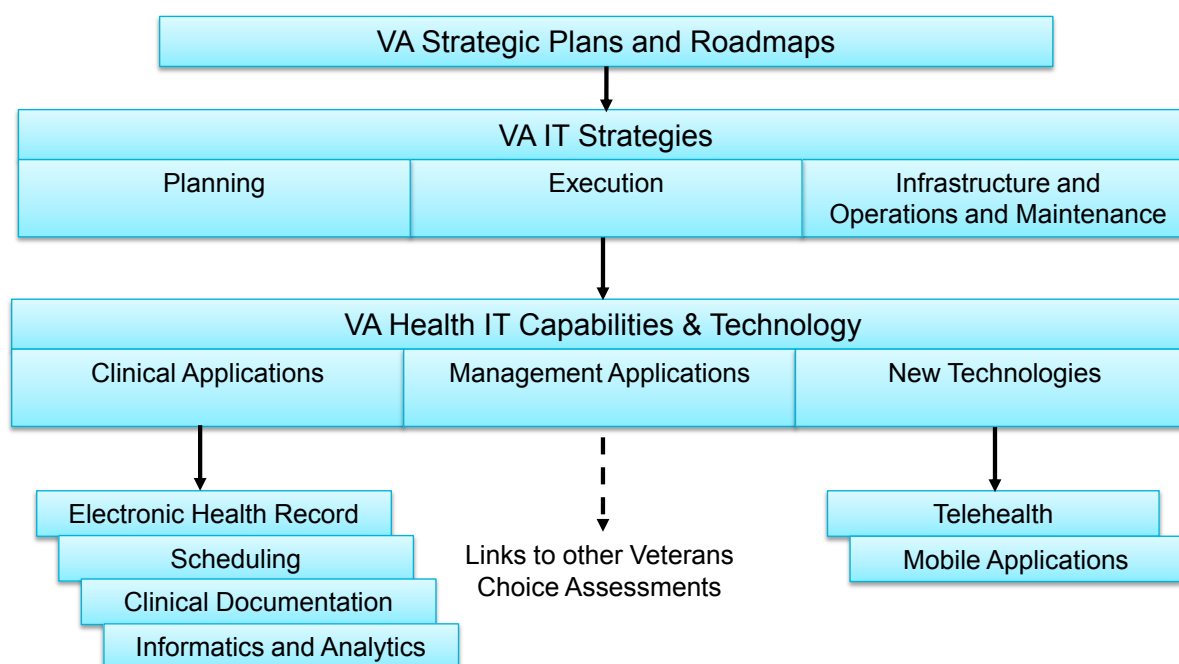 VA Strategic Plans and Roadmaps
VA IT Strategies
Planning
Execution
Infrastructure and
Operations and Maintenance
VA Health IT Capabilities & Technology
Clinical Applications
Management Applications
New Technologies
Electronic Health Record
Scheduling
Clinical Documentation
Informatics and Analytics
Links to other Veterans
Choice Assessments
Telehealth
Mobile Applications